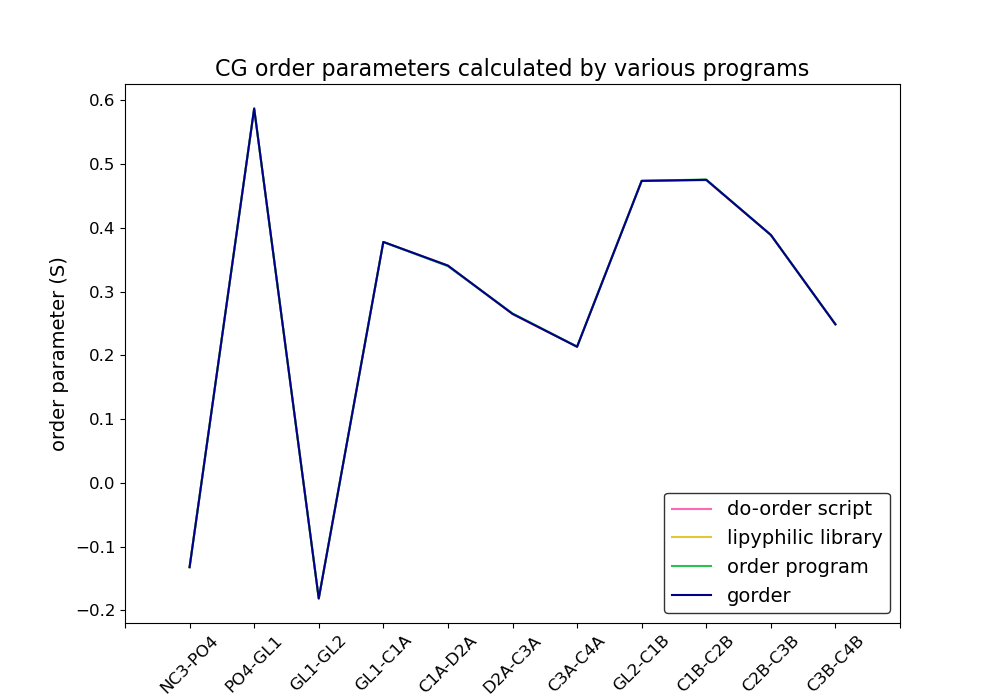 CG order parameters calculated by various programs
order parameter (S)
0.6
0.5
0.4
0.3
0.2
0.1
0.0
−0.1
−0.2
do-order script
lipyphilic library
order program
gorder
NC3-PO4
PO4-GL1
GL1-GL2
GL1-C1A
C1A-D2A
D2A-C3A
C3A-C4A
GL2-C1B
C1B-C2B
C2B-C3B
C3B-C4B